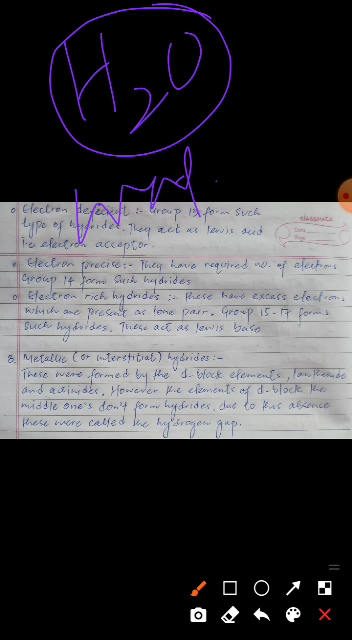 H2O
o Electron deficient :- Group 13 form such
type of hydrides. They act as lewis acid
i.e electron acceptor.
classmate
Date
Page
o Electron precise:- They have required no. of electrons
Group 14 form such hydrides
o Electron rich hydrides :- These have excess electrons
which are present as lone pair. Group 15-17 forms
such hydrides. These act as lewis base.
3. Metallic (or interstitial) hydrides :-
These were formed by the d-block elements, lanthanide
and actinides. However the elements of d-block the
middle one's don't form hydrides, due to this absence
these were called the hydrogen gap.